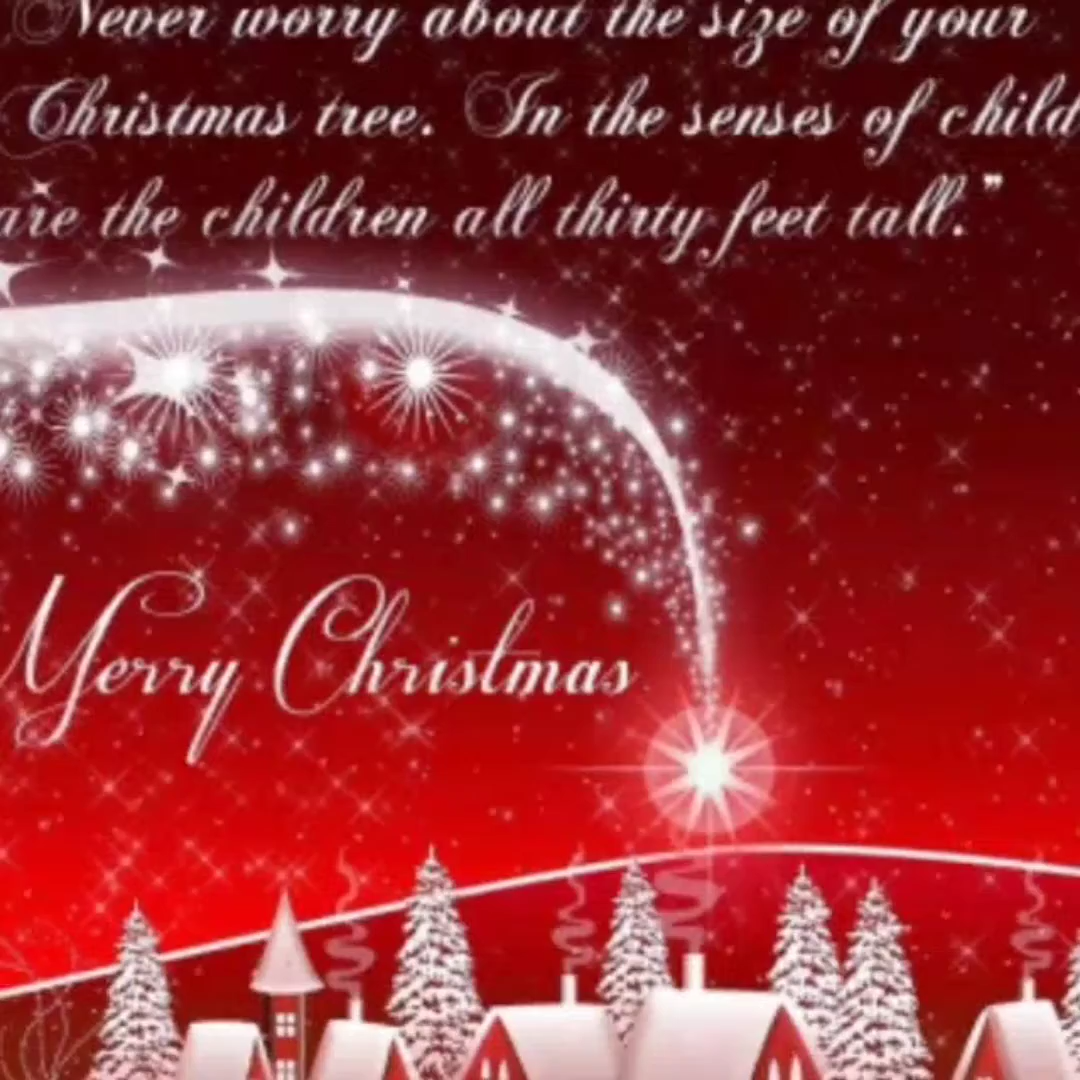 Never worry about the size of your
Christmas tree. In the senses of child
are the children all thirty feet tall.”
Merry Christmas